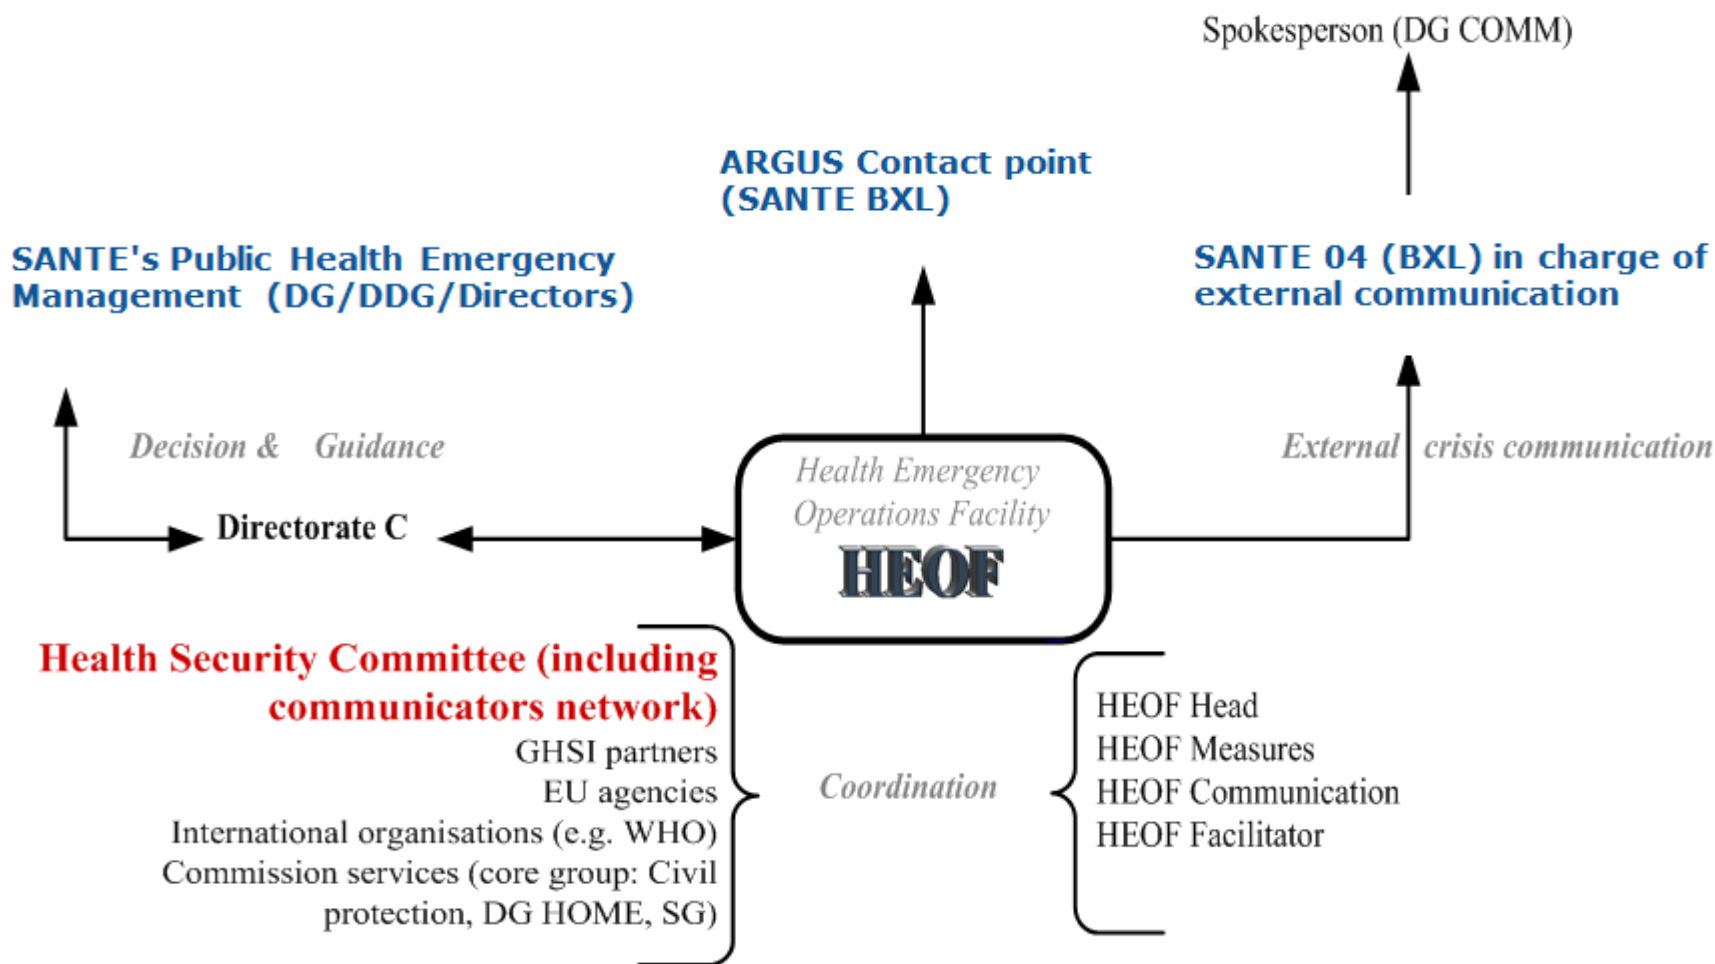 Spokesperson (DG COMM)
ARGUS Contact point
(SANTE BXL)
SANTE's Public Health Emergency
Management (DG/DDG/Directors)
SANTE 04 (BXL) in charge of
external communication
Decision & Guidance
External crisis communication
Directorate C
Health Emergency
Operations Facility
HEOF
Health Security Committee (including
communicators network)
GHSI partners
EU agencies
International organisations (e.g. WHO)
Commission services (core group: Civil
protection, DG HOME, SG)
Coordination
HEOF Head
HEOF Measures
HEOF Communication
HEOF Facilitator